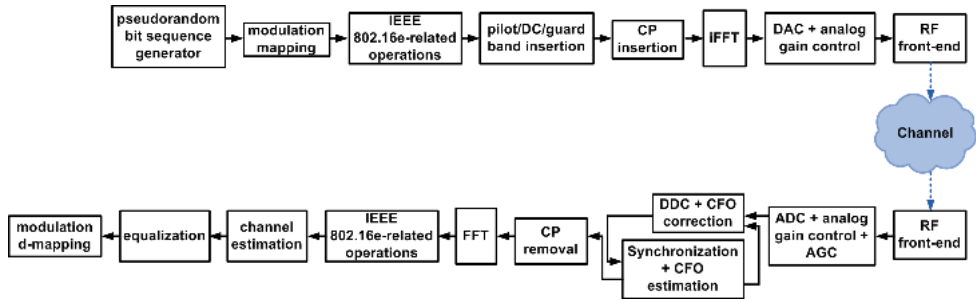 pseudorandom
bit sequence
generator
modulation
mapping
IEEE
802.16e-related
operations
pilot/DC/guard
band insertion
CP
insertion
iFFT
DAC + analog
gain control
RF
front-end
Channel
RF
front-end
ADC + analog
gain control +
AGC
DDC + CFO
correction
Synchronization
+ CFO
estimation
CP
removal
FFT
IEEE
802.16e-related
operations
channel
estimation
equalization
modulation
d-mapping